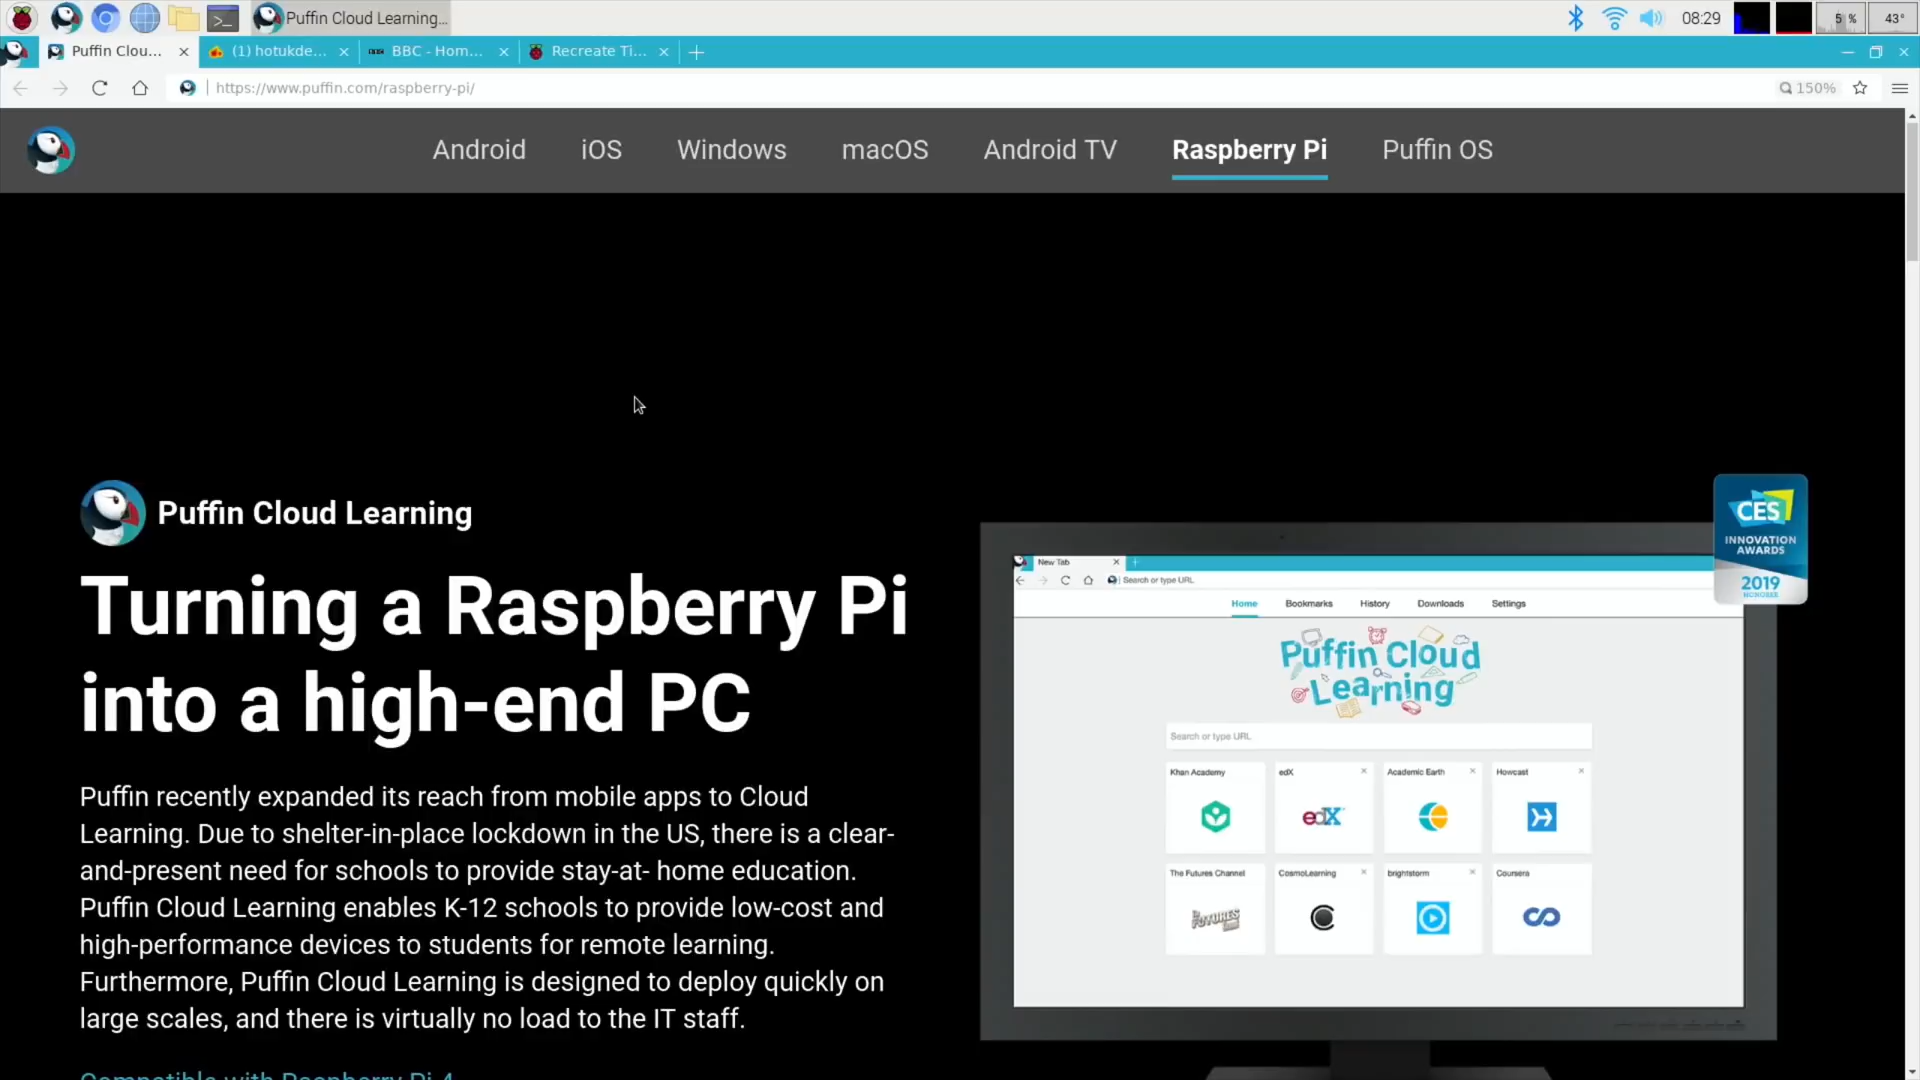 Puffin Cloud Learning...
08:29
5 %
43°
Puffin Clou...
(1) hotukde...
BBC - Hom...
Recreate Ti...
https://www.puffin.com/raspberry-pi/
150%
Android
iOS
Windows
macOS
Android TV
Raspberry Pi
Puffin OS
Puffin Cloud Learning
Turning a Raspberry Pi
into a high-end PC
Puffin recently expanded its reach from mobile apps to Cloud
Learning. Due to shelter-in-place lockdown in the US, there is a clear-
and-present need for schools to provide stay-at- home education.
Puffin Cloud Learning enables K-12 schools to provide low-cost and
high-performance devices to students for remote learning.
Furthermore, Puffin Cloud Learning is designed to deploy quickly on
large scales, and there is virtually no load to the IT staff.
Compatible with Raspberry Pi 4
CES
INNOVATION
AWARDS
2019
HONOREE
New Tab
Search or type URL
Home
Bookmarks
History
Downloads
Settings
Puffin Cloud
Learning
Search or type URL
Khan Academy
edX
Academic Earth
Howcast
edX
The Futures Channel
CosmoLearning
brightstorm
Coursera